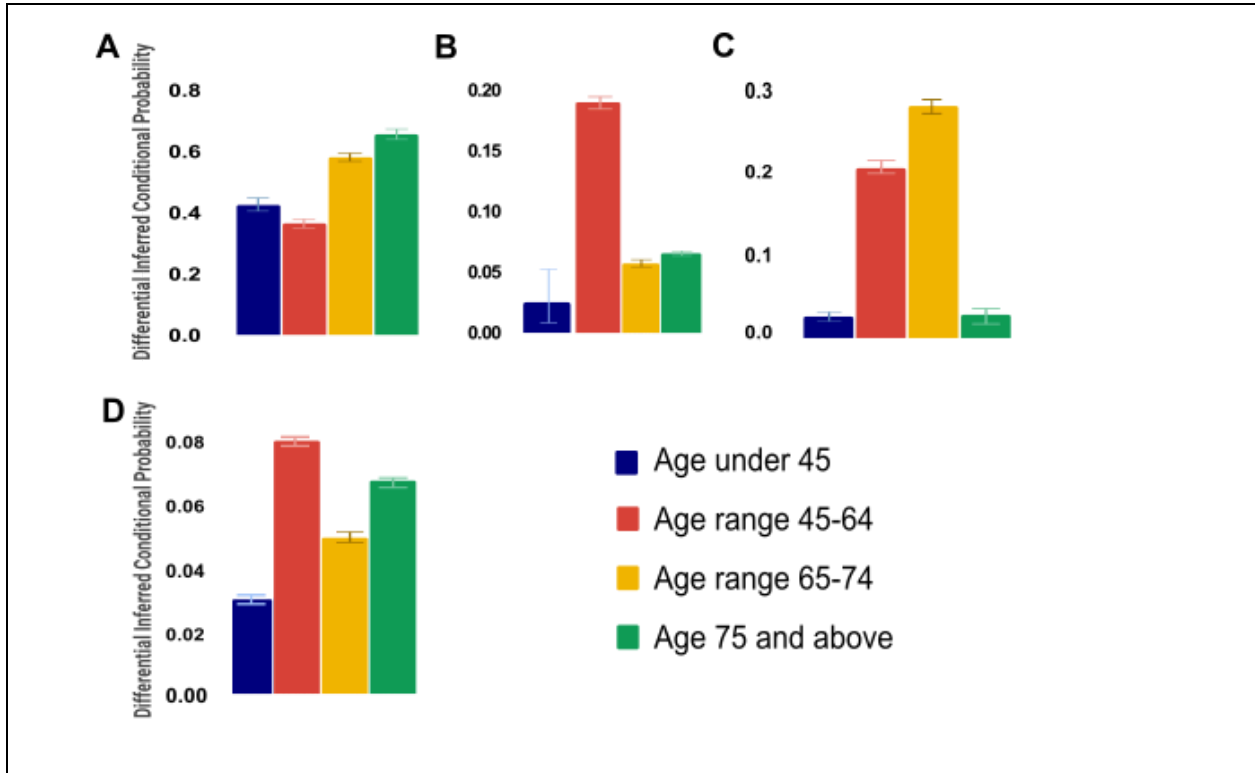 A
Differential Inferred Conditional Probability
0.8
0.6
0.4
0.2
0.0
B
0.20
0.15
0.10
0.05
0.00
C
0.3
0.2
0.1
0.0
D
Differential Inferred Conditional Probability
0.08
0.06
0.04
0.02
0.00
Age under 45
Age range 45-64
Age range 65-74
Age 75 and above